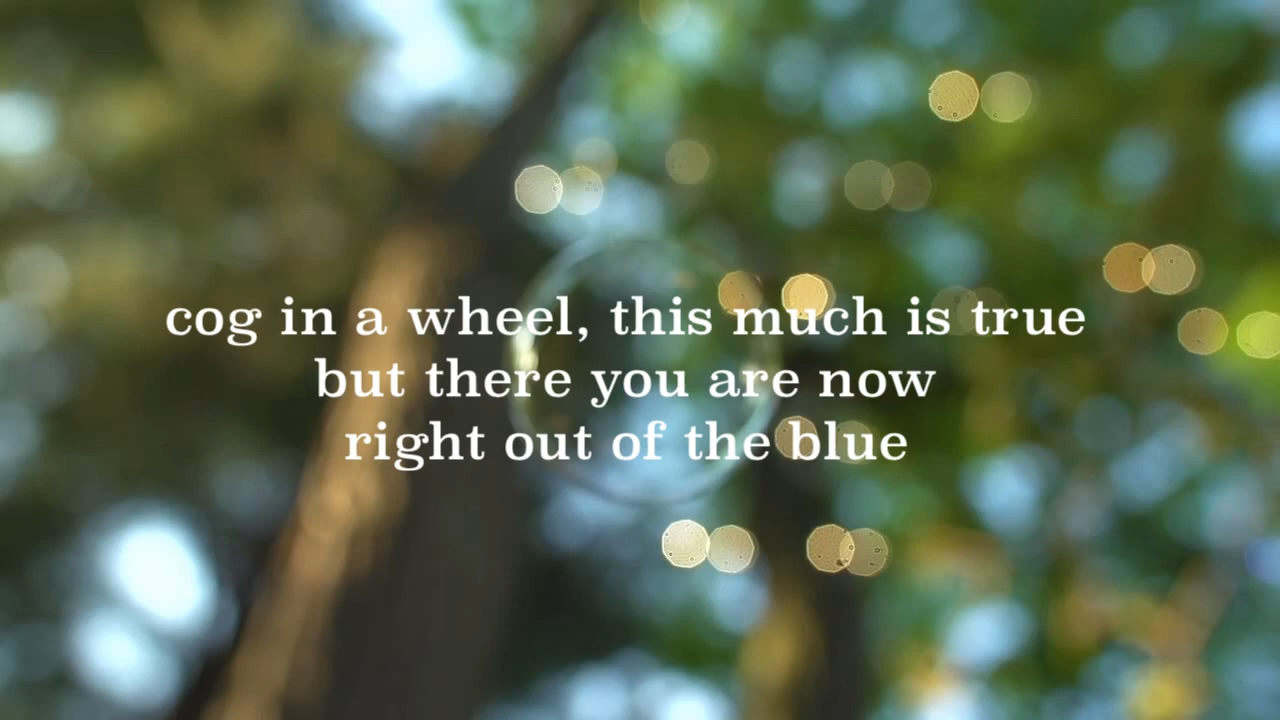 cog in a wheel, this much is true
but there you are now
right out of the blue